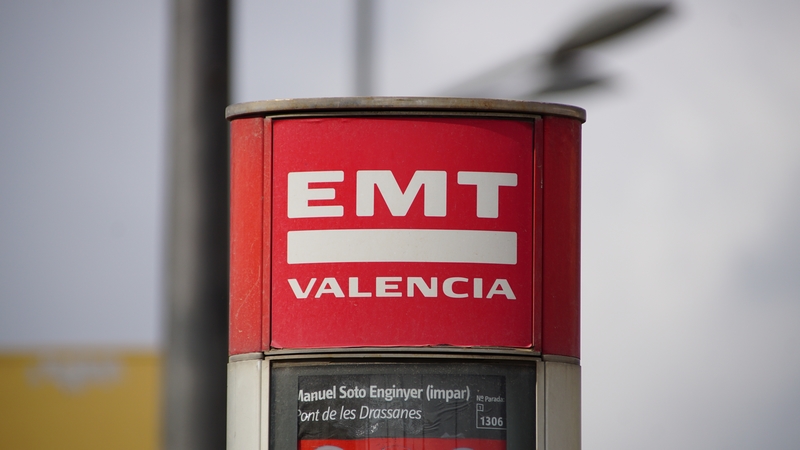 EMT
VALENCIA
Manuel Soto Enginyer (impar)
Pont de les Drassanes
Nº Parada
1306